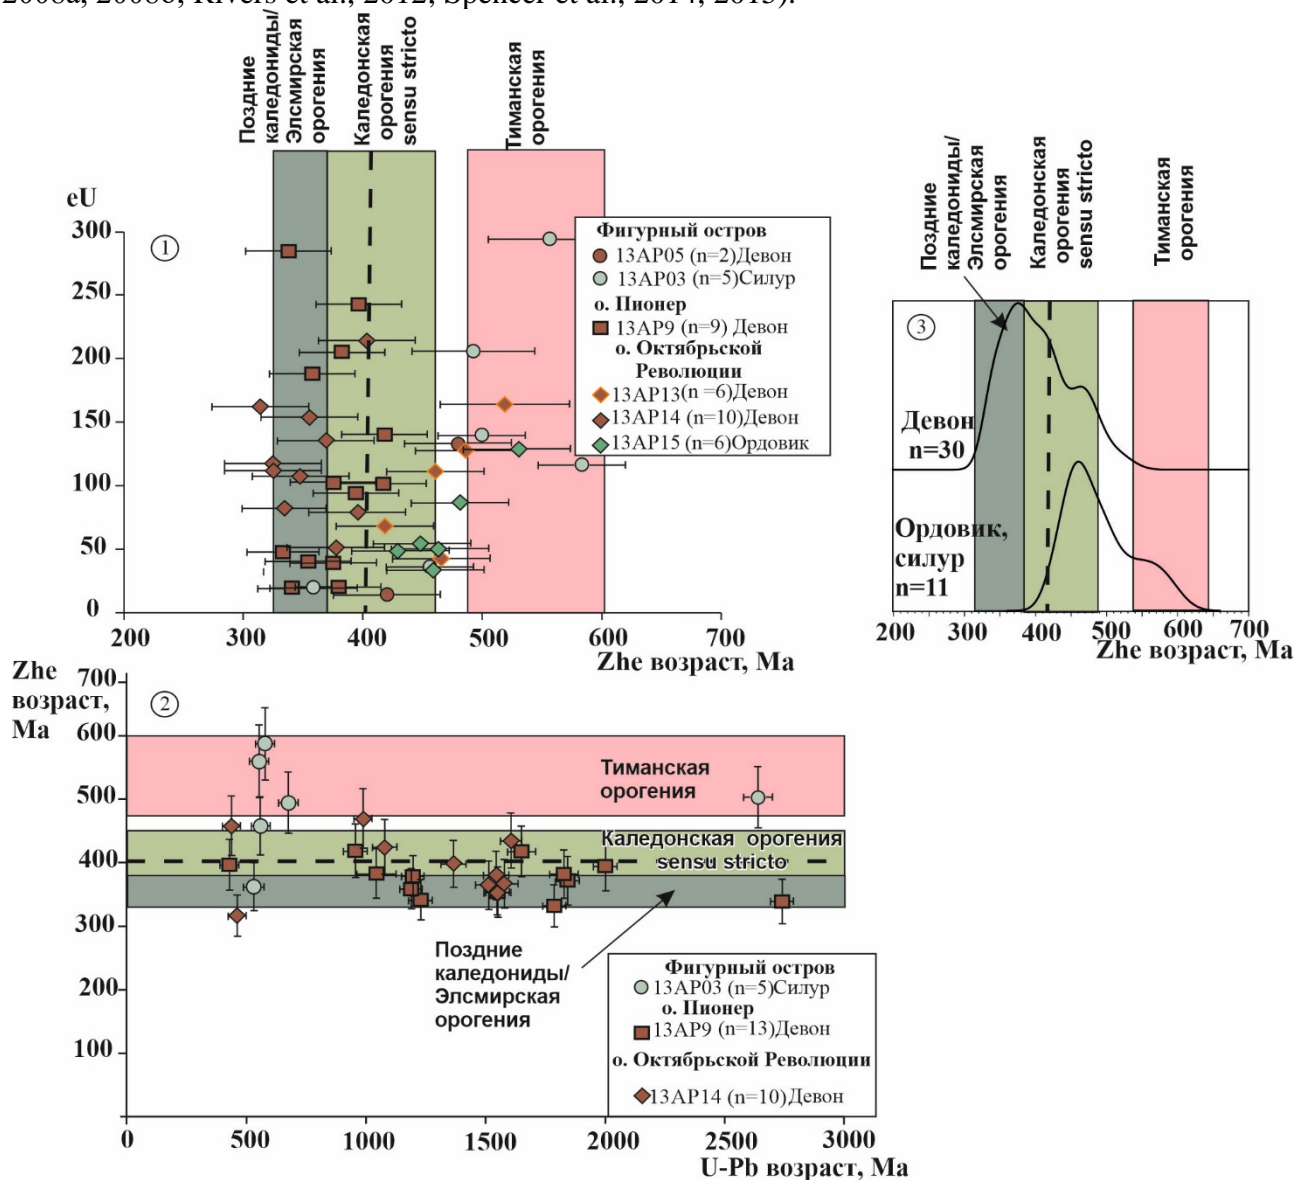 2008a, 2008b; Rivers et al., 2012; Spencer et al., 2014, 2015).
Поздние
каледониды/
Элсмирская
орогения
Каледонская
орогения
sensu stricto
Тиманская
орогения
eU
300
250
200
150
100
50
0
1
200
300
400
500
600
700
Zhe возраст, Ма
Фигурный остров
13AP05 (n=2)Девон
13AP03 (n=5)Силур
о. Пионер
13AP9 (n=9) Девон
о. Октябрьской
Революции
13AP13(n =6)Девон
13AP14 (n=10)Девон
13AP15 (n=6)Ордовик
Поздние
каледониды/
Элсмирская
орогения
Каледонская
орогения
sensu stricto
Тиманская
орогения
3
Девон
n=30
Ордовик,
силур
n=11
200
300
400
500
600
700
Zhe возраст, Ма
Zhe
возраст,
Ма
700
600
500
400
300
200
100
2
Тиманская
орогения
Каледонская орогения
sensu stricto
Поздние
каледониды/
Элсмирская
орогения
Фигурный остров
13AP03 (n=5)Силур
о. Пионер
13AP9 (n=13)Девон
о. Октябрьской Революции
13AP14 (n=10)Девон
0
500
1000
1500
2000
2500
3000
U-Pb возраст, Ма